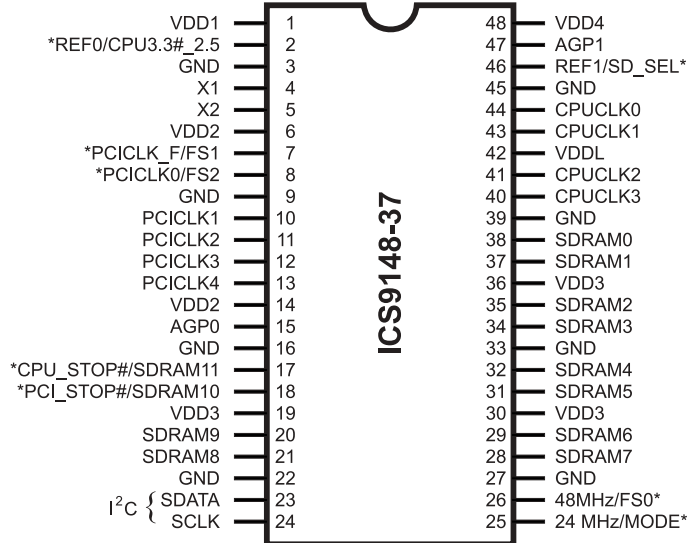 VDD1 1 48 VDD4
*REF0/CPU3.3#_2.5 2 47 AGP1
GND 3 46 REF1/SD_SEL*
X1 4 45 GND
X2 5 44 CPUCLK0
VDD2 6 43 CPUCLK1
*PCICLK_F/FS1 7 42 VDDL
*PCICLK0/FS2 8 41 CPUCLK2
GND 9 40 CPUCLK3
PCICLK1 10 39 GND
PCICLK2 11 38 SDRAM0
PCICLK3 12 37 SDRAM1
PCICLK4 13 36 VDD3
VDD2 14 35 SDRAM2
AGP0 15 34 SDRAM3
GND 16 33 GND
*CPU_STOP#/SDRAM11 17 32 SDRAM4
*PCI_STOP#/SDRAM10 18 31 SDRAM5
VDD3 19 30 VDD3
SDRAM9 20 29 SDRAM6
SDRAM8 21 28 SDRAM7
GND 22 27 GND
I²C { SDATA 23 26 48MHz/FS0*
SCLK 24 25 24 MHz/MODE*
ICS9148-37